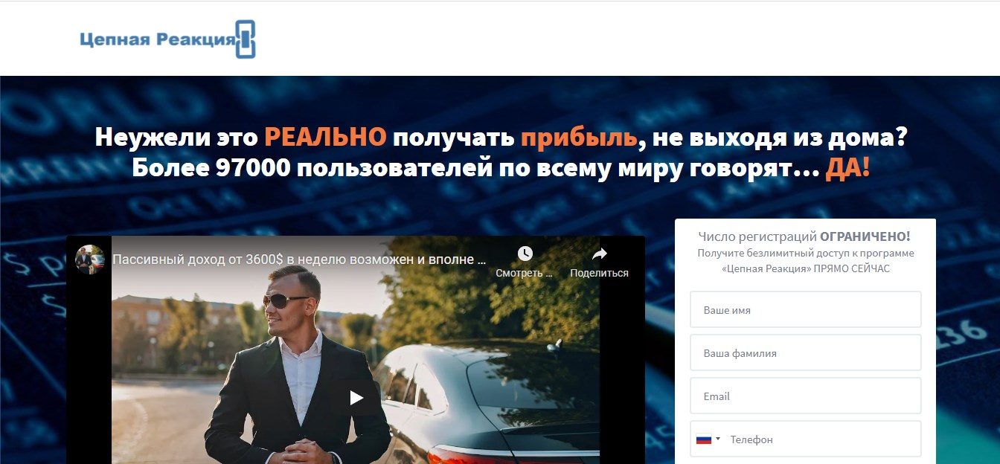 Цепная Реакция
Неужели это РЕАЛЬНО получать прибыль, не выходя из дома?
Более 97000 пользователей по всему миру говорят... ДА!
Пассивный доход от 3600$ в неделю возможен и вполне ...
Смотреть ...
Поделиться
Число регистраций ОГРАНИЧЕНО!
Получите безлимитный доступ к программе
«Цепная Реакция» ПРЯМО СЕЙЧАС
Ваше имя
Ваша фамилия
Email
Телефон